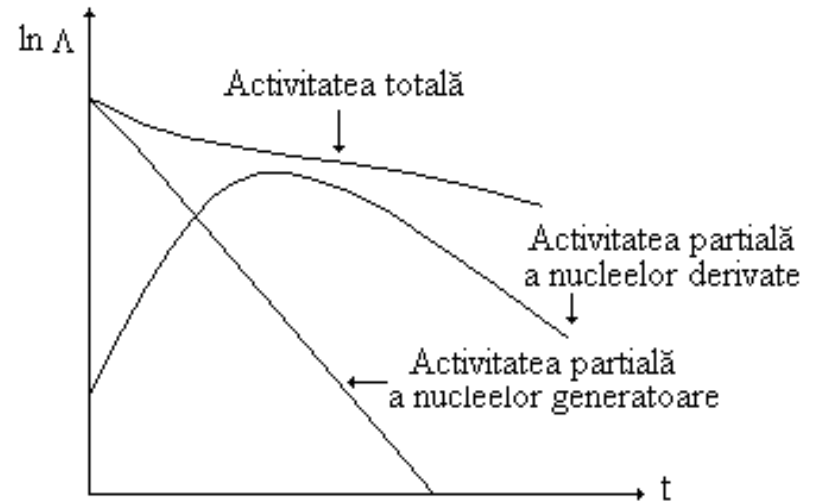 ln Λ
Activitatea totală
Activitatea partială
a nucleelor derivate
Activitatea partială
a nucleelor generatoare
t